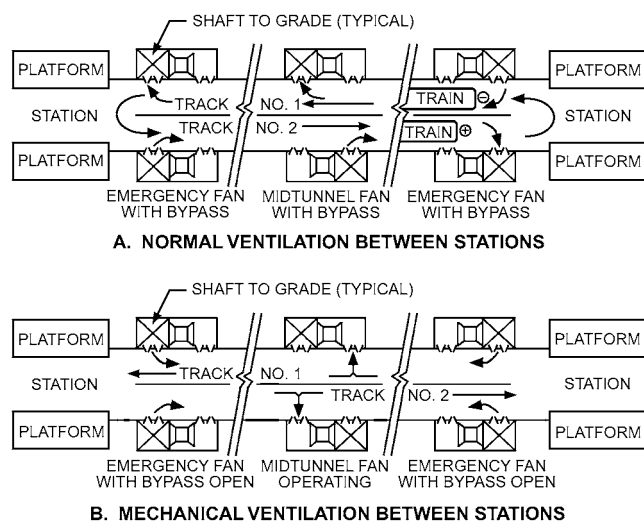 SHAFT TO GRADE (TYPICAL)
PLATFORM
PLATFORM
TRACK NO. 1
TRAIN ⊖
STATION
STATION
TRACK NO. 2
TRAIN ⊕
PLATFORM
PLATFORM
EMERGENCY FAN
WITH BYPASS
MIDTUNNEL FAN
WITH BYPASS
EMERGENCY FAN
WITH BYPASS
A. NORMAL VENTILATION BETWEEN STATIONS
SHAFT TO GRADE (TYPICAL)
PLATFORM
PLATFORM
TRACK NO. 1
STATION
STATION
TRACK NO. 2
PLATFORM
PLATFORM
EMERGENCY FAN
WITH BYPASS OPEN
MIDTUNNEL FAN
OPERATING
EMERGENCY FAN
WITH BYPASS OPEN
B. MECHANICAL VENTILATION BETWEEN STATIONS